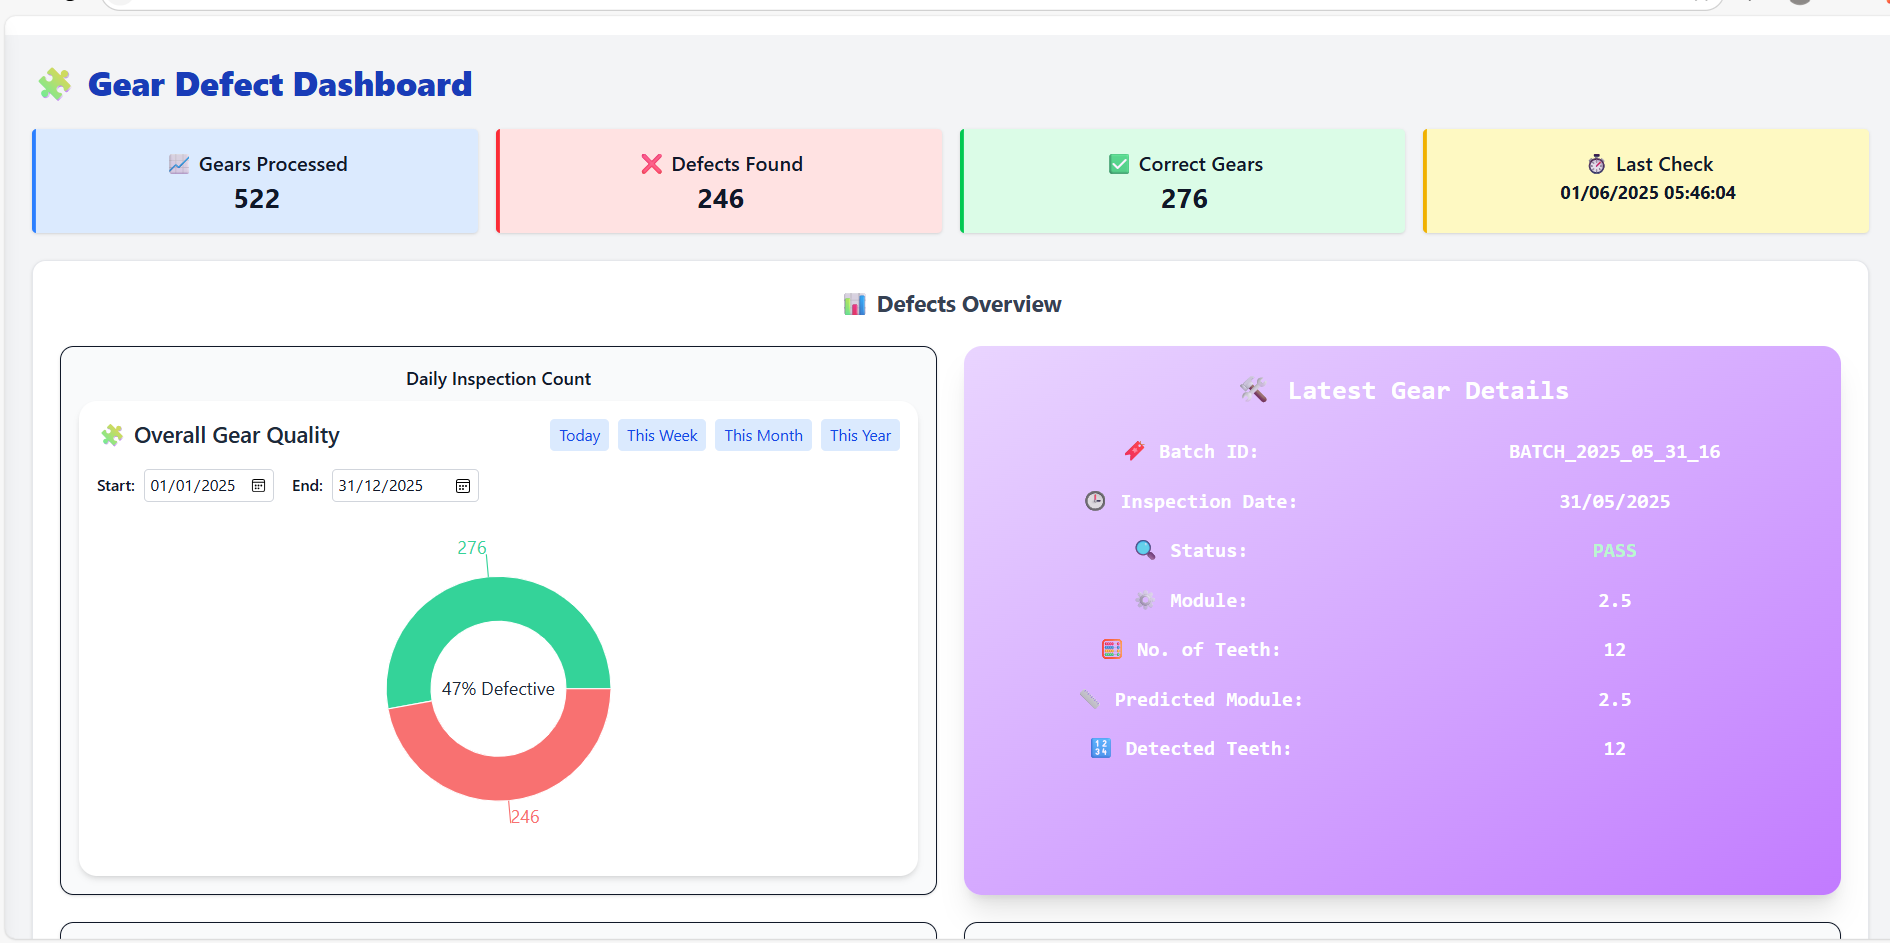 Gear Defect Dashboard
Gears Processed
522
Defects Found
246
Correct Gears
276
Last Check
01/06/2025 05:46:04
Defects Overview
Daily Inspection Count
Overall Gear Quality
Today This Week This Month This Year
Start: 01/01/2025 End: 31/12/2025
276
47% Defective
246
Latest Gear Details
Batch ID: BATCH_2025_05_31_16
Inspection Date: 31/05/2025
Status: PASS
Module: 2.5
No. of Teeth: 12
Predicted Module: 2.5
Detected Teeth: 12